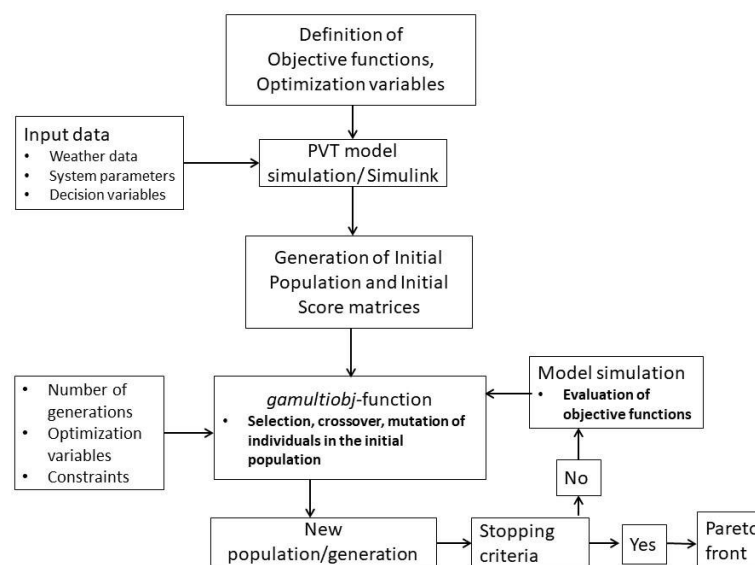 Definition of
Objective functions,
Optimization variables
Input data
• Weather data
• System parameters
• Decision variables
PVT model
simulation/ Simulink
Generation of Initial
Population and Initial
Score matrices
• Number of
generations
• Optimization
variables
• Constraints
gamultiobj-function
• Selection, crossover, mutation of
individuals in the initial
population
Model simulation
• Evaluation of
objective functions
No
New
population/generation
Stopping
criteria
Yes
Pareto
front